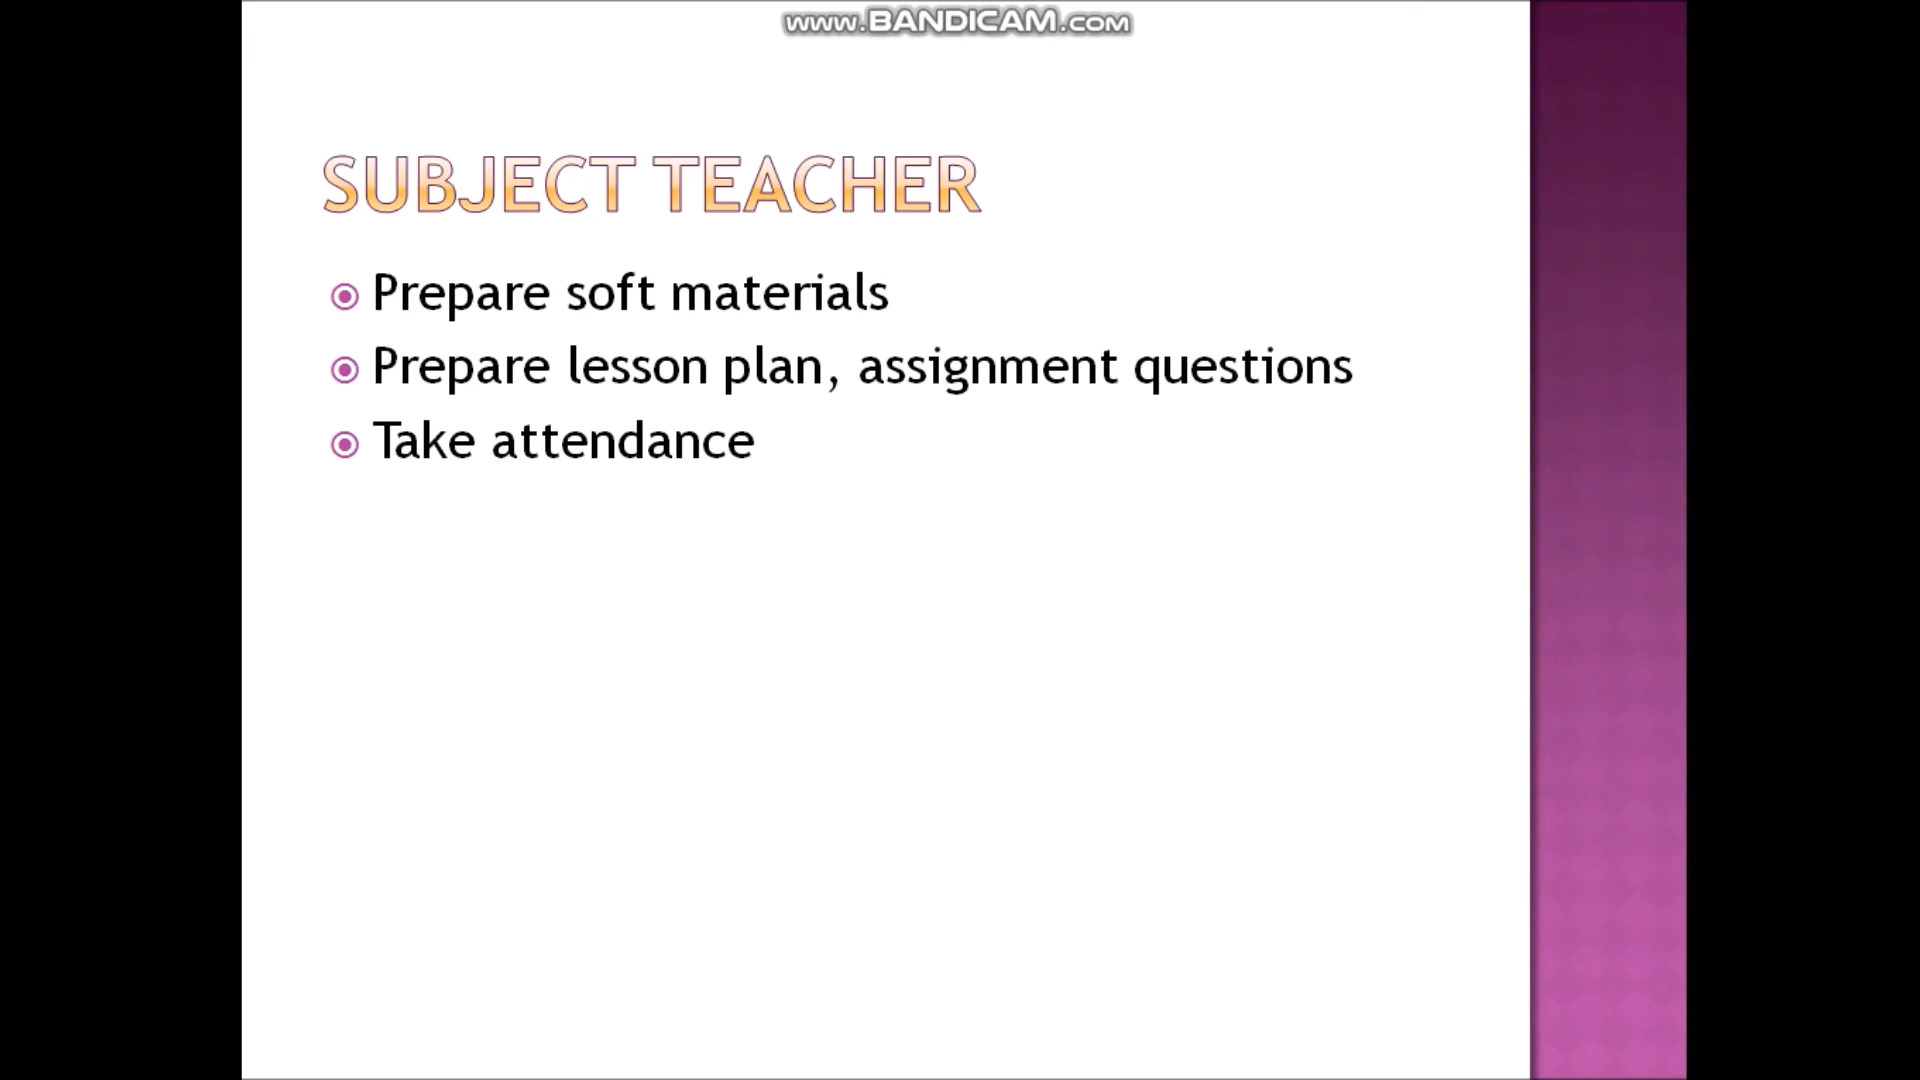 www.BANDICAM.com
SUBJECT TEACHER
Prepare soft materials
Prepare lesson plan, assignment questions
Take attendance